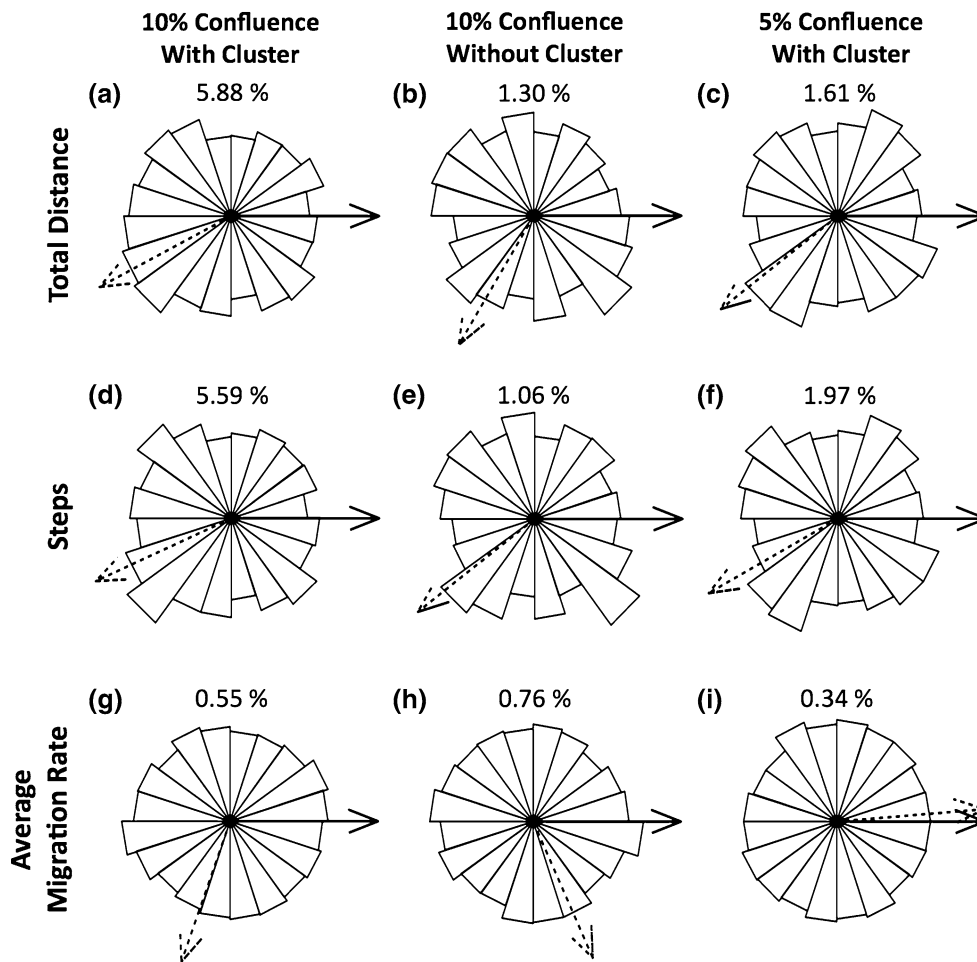 10% Confluence
With Cluster
10% Confluence
Without Cluster
5% Confluence
With Cluster
Total Distance
(a)
5.88 %
(b)
1.30 %
(c)
1.61 %
Steps
(d)
5.59 %
(e)
1.06 %
(f)
1.97 %
Average
Migration Rate
(g)
0.55 %
(h)
0.76 %
(i)
0.34 %